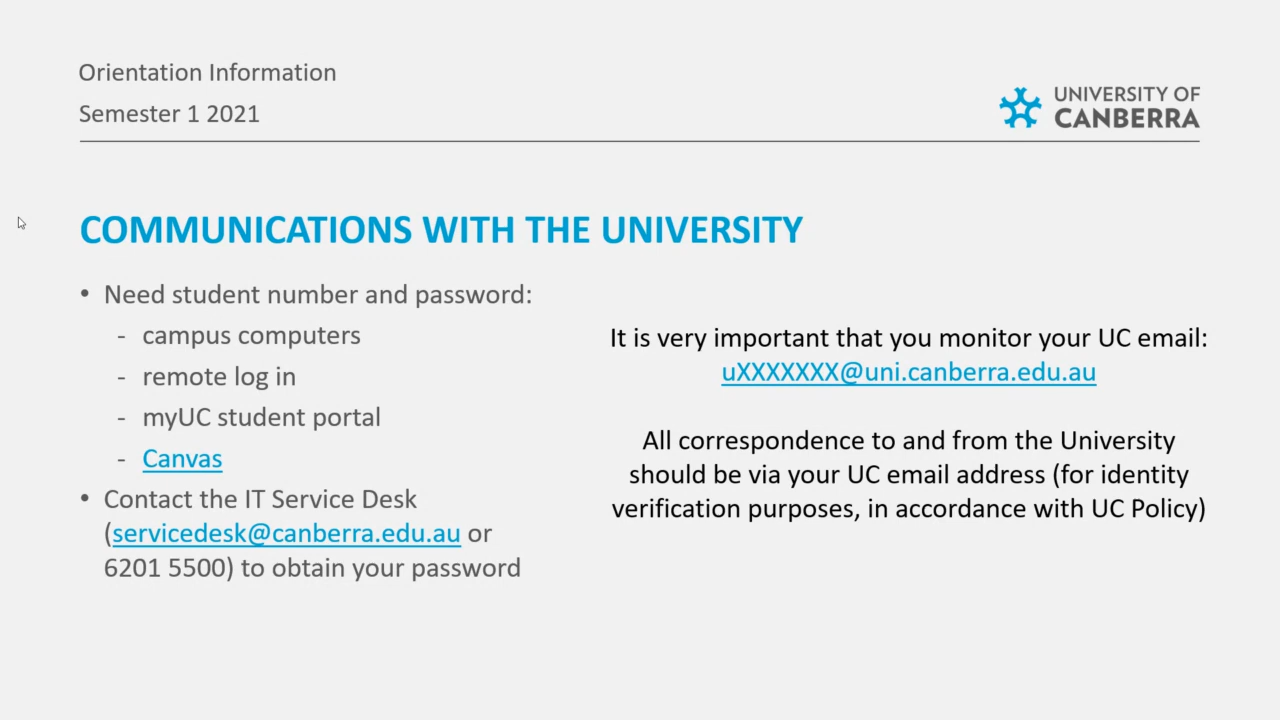 Orientation Information
Semester 1 2021
UNIVERSITY OF
CANBERRA
COMMUNICATIONS WITH THE UNIVERSITY
• Need student number and password:
- campus computers
- remote log in
- myUC student portal
- Canvas
• Contact the IT Service Desk
(servicedesk@canberra.edu.au or
6201 5500) to obtain your password
It is very important that you monitor your UC email:
uXXXXXXX@uni.canberra.edu.au
All correspondence to and from the University
should be via your UC email address (for identity
verification purposes, in accordance with UC Policy)